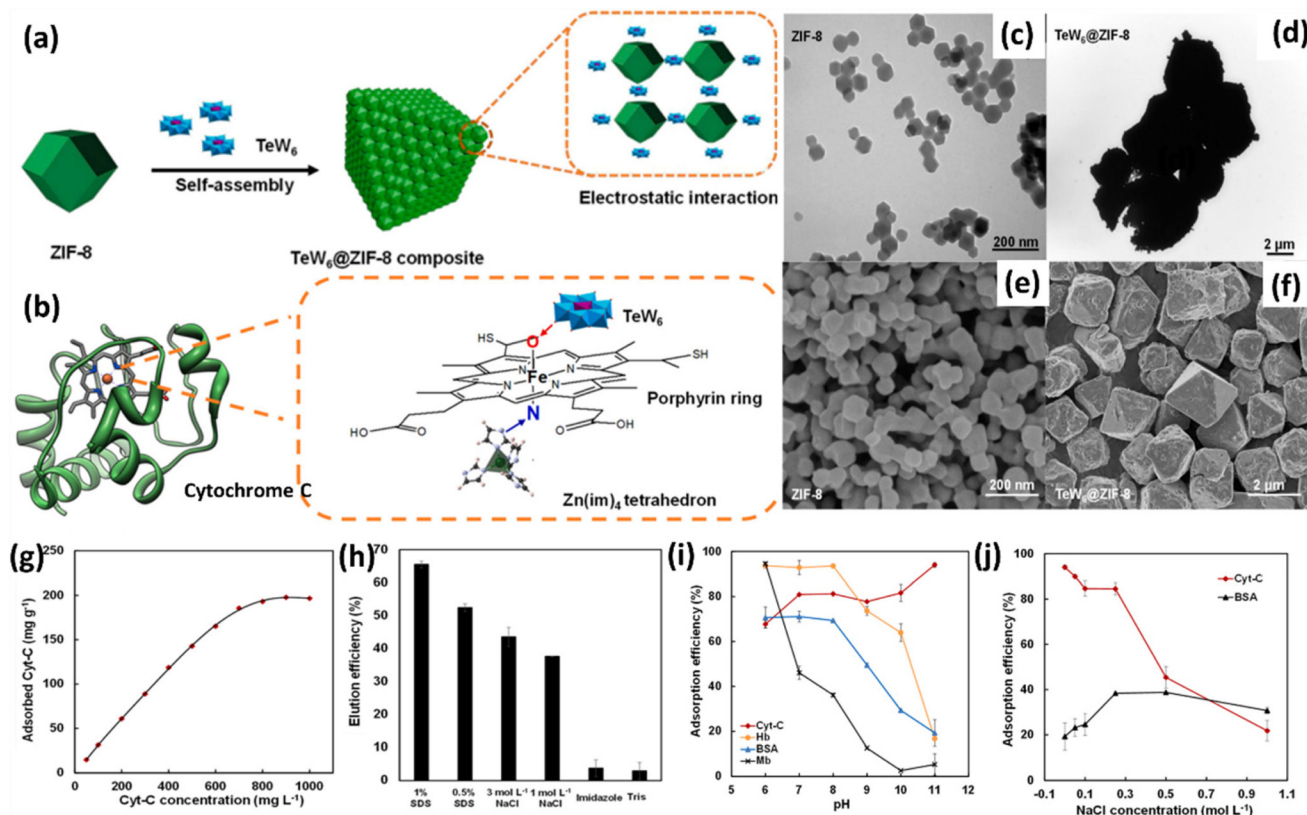 (a)
TeW6
Self-assembly
ZIF-8
TeW6@ZIF-8 composite
Electrostatic interaction
(b)
Cytochrome C
TeW6
HS
O
SH
Fe
N
N
N
N
Porphyrin ring
N
HO
O
O
OH
Zn(im)4 tetrahedron
ZIF-8
(c)
200 nm
TeW6@ZIF-8
(d)
2 μm
(e)
ZIF-8
200 nm
(f)
TeW6@ZIF-8
2 μm
(g)
Adsorbed Cyt-C (mg g-1)
250
200
150
100
50
0
0 200 400 600 800 1000
Cyt-C concentration (mg L-1)
(h)
Elution efficiency (%)
70
60
50
40
30
20
10
0
1% SDS
0.5% SDS
3 mol L-1 NaCl
1 mol L-1 NaCl
Imidazole
Tris
(i)
Adsorption efficiency (%)
100
80
60
40
20
0
Cyt-C
Hb
BSA
Mb
5 6 7 8 9 10 11 12
pH
(j)
Adsorption efficiency (%)
100
80
60
40
20
0
Cyt-C
BSA
-0.1 0.1 0.3 0.5 0.7 0.9 1.1
NaCl concentration (mol L-1)